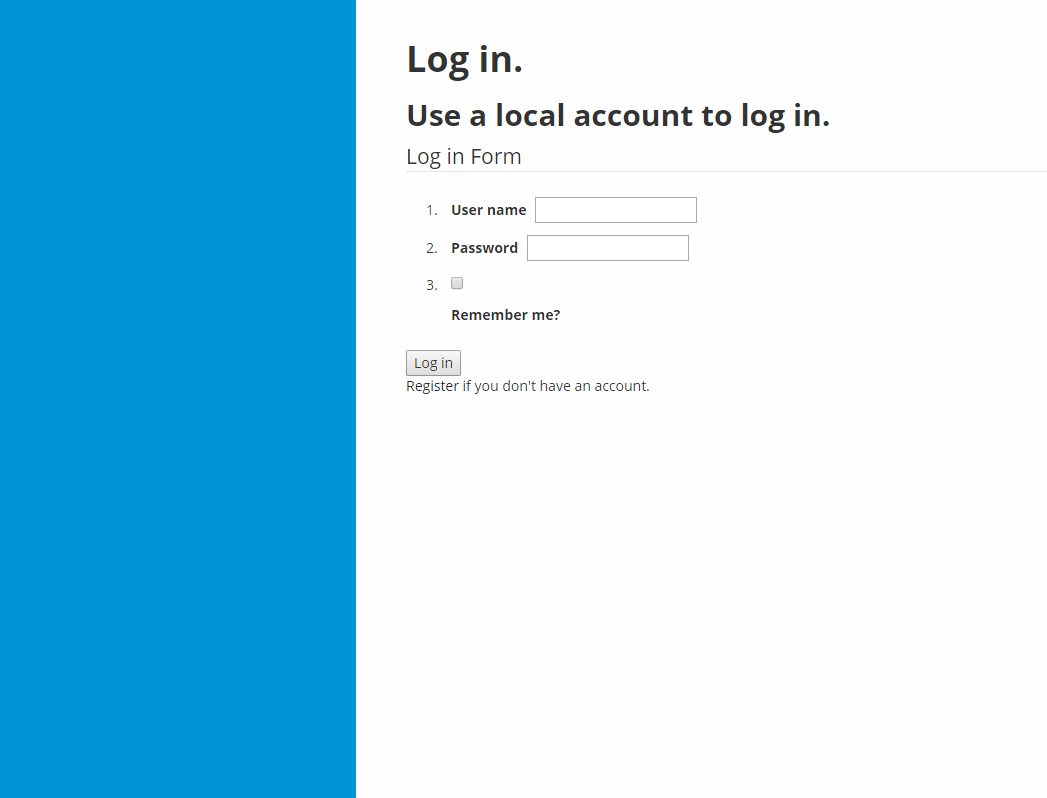 Log in.
Use a local account to log in.
Log in Form
1. User name
2. Password
3.
Remember me?
Log in
Register if you don't have an account.